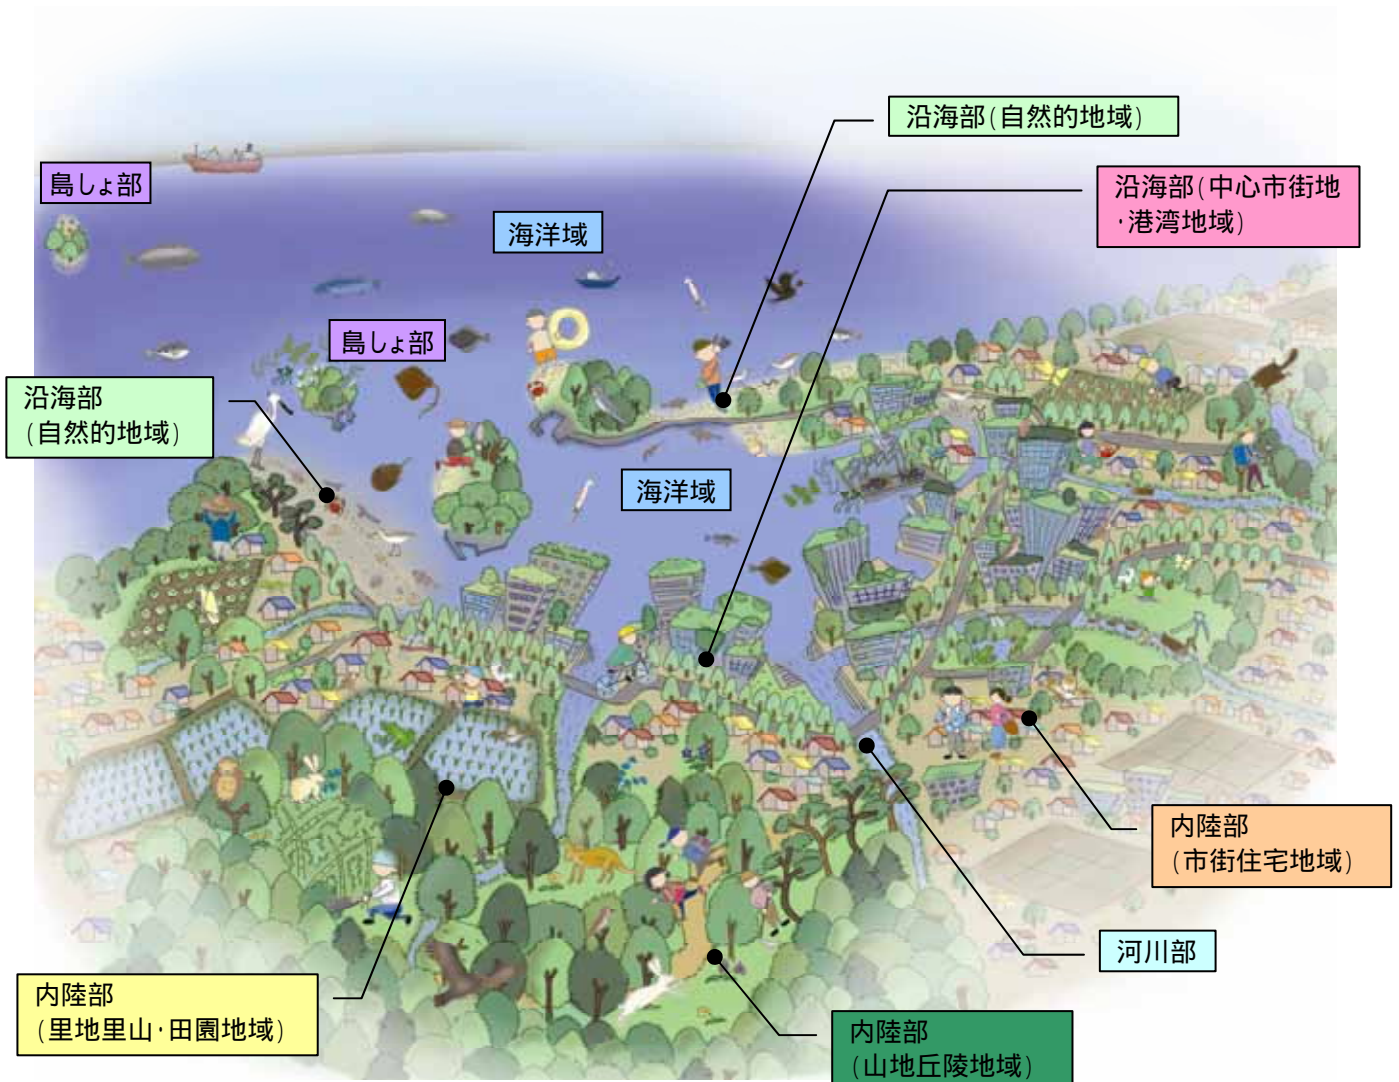 沿海部(自然的地域)
島しょ部
沿海部(中心市街地
・港湾地域)
海洋域
島しょ部
沿海部
(自然的地域)
海洋域
内陸部
(市街住宅地域)
河川部
内陸部
(里地里山・田園地域)
内陸部
(山地丘陵地域)